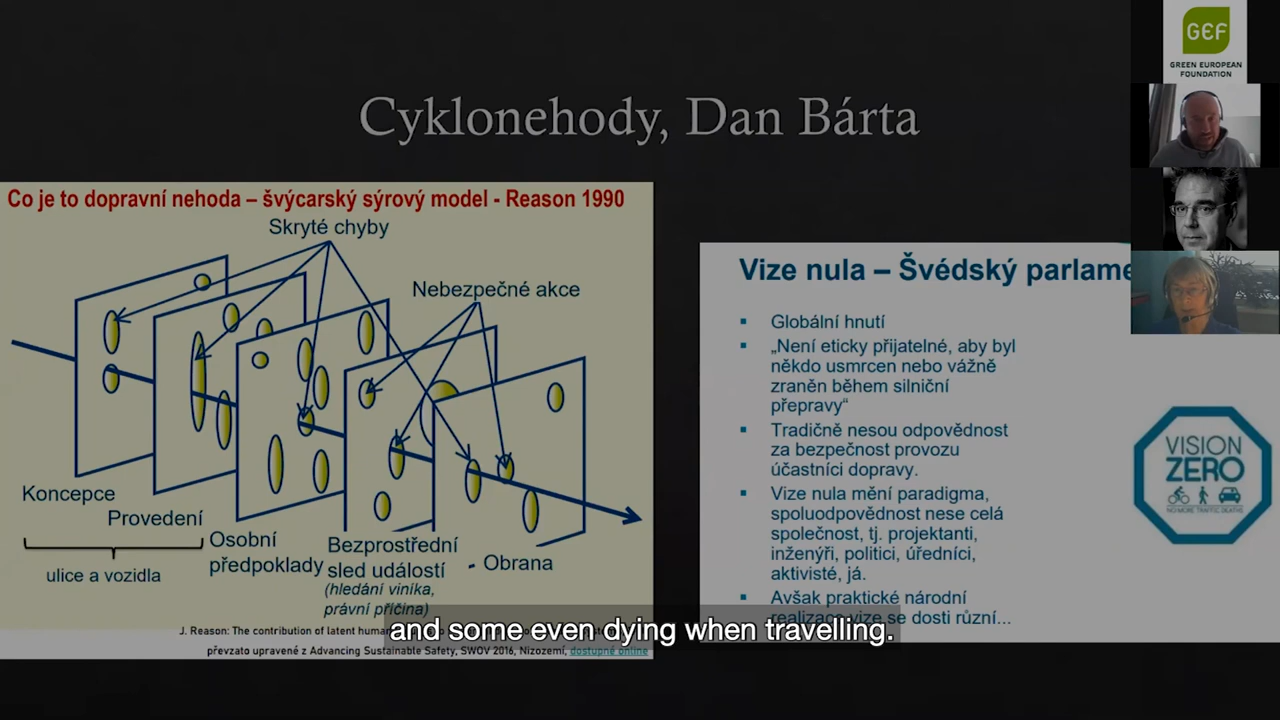 GEF
GREEN EUROPEAN
FOUNDATION
Cyklonehody, Dan Bárta
Co je to dopravní nehoda – švýcarský sýrový model - Reason 1990
Skryté chyby
Nebezpečné akce
Koncepce
Provedení
ulice a vozidla
Osobní
předpoklady
Bezprostřední
sled událostí
(hledání viníka,
právní příčina)
- Obrana
J. Reason: The contribution of latent human
převzato upravené z Advancing Sustainable Safety, SWOV 2016, Nizozemí, dostupné online
Vize nula – Švédský parlame
▪ Globální hnutí
▪ „Není eticky přijatelné, aby byl
někdo usmrcen nebo vážně
zraněn během silniční
přepravy“
▪ Tradičně nesou odpovědnost
za bezpečnost provozu
účastníci dopravy.
▪ Vize nula mění paradigma,
spoluodpovědnost nese celá
společnost, tj. projektanti,
inženýři, politici, úředníci,
aktivisté, já.
▪ Avšak praktické národní
realizace vize se dosti různí...
VISION
ZERO
NO MORE TRAFFIC DEATHS
and some even dying when travelling.